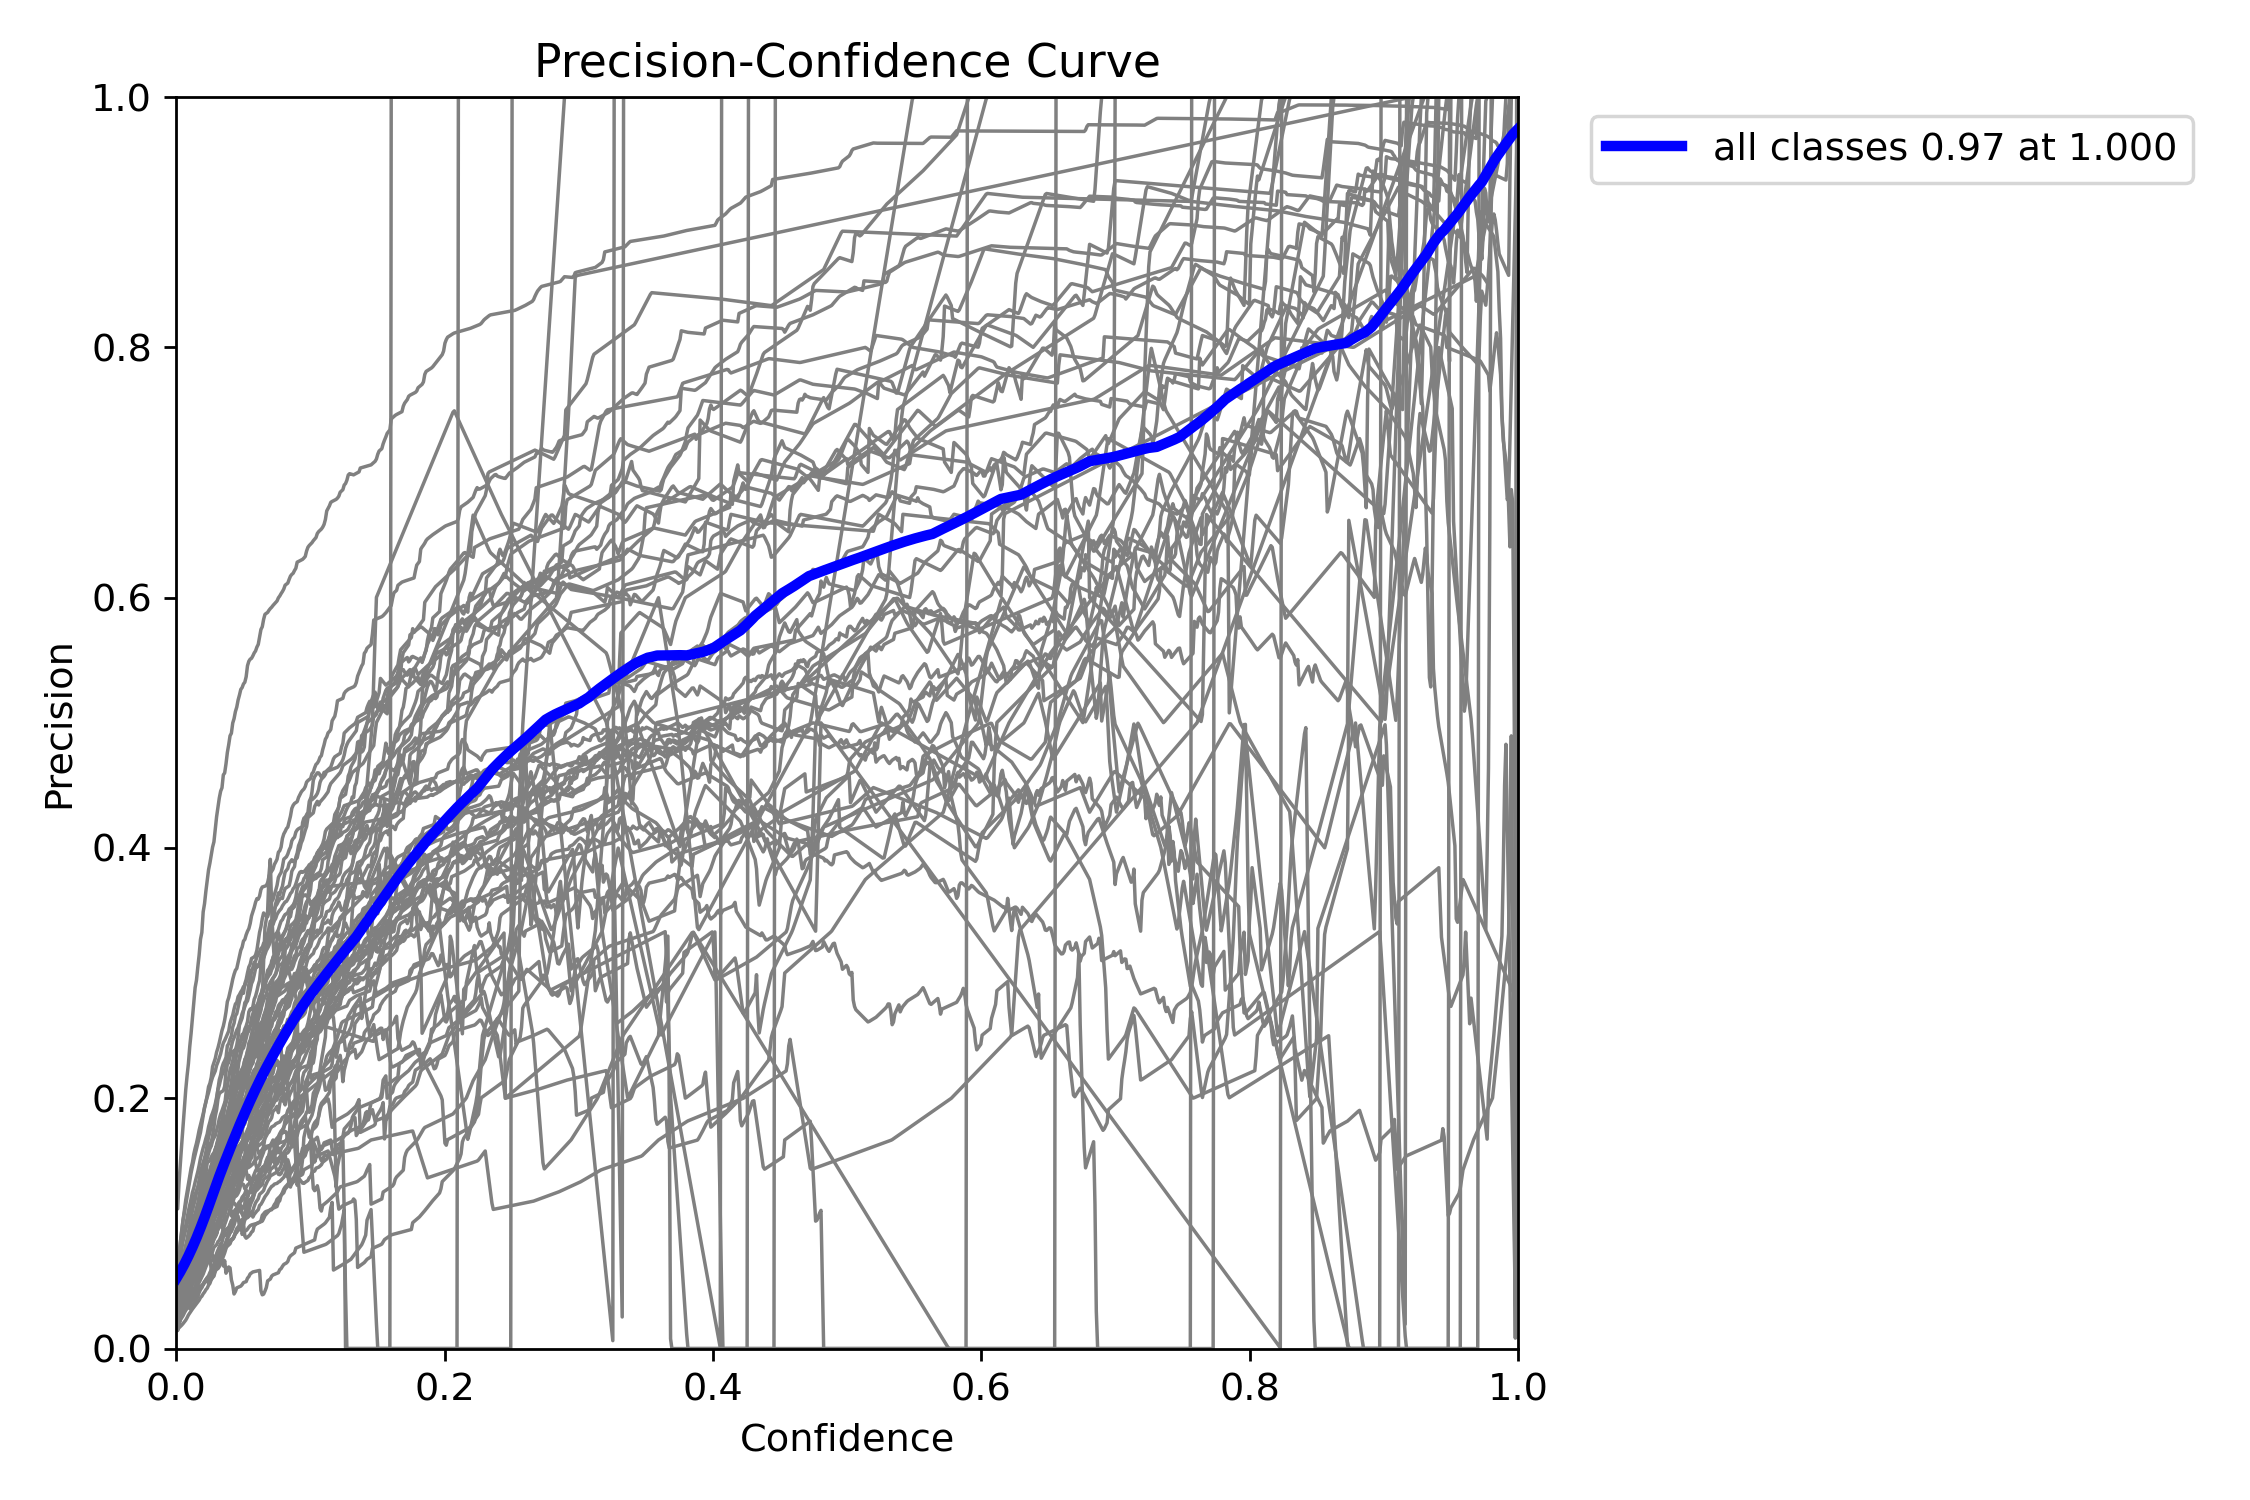 Precision-Confidence Curve
all classes 0.97 at 1.000
1.0
0.8
0.6
0.4
0.2
0.0
Precision
0.0 0.2 0.4 0.6 0.8 1.0
Confidence